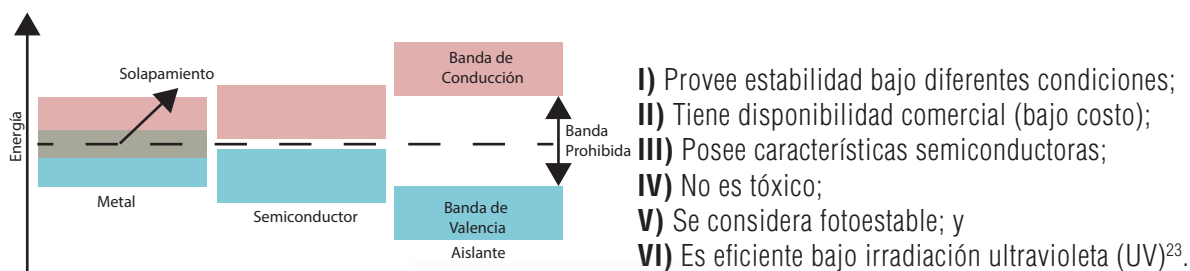 Energía
Solapamiento
Metal
Semiconductor
Banda de
Conducción
Banda
Prohibida
Banda de
Valencia
Aislante
I) Provee estabilidad bajo diferentes condiciones;
II) Tiene disponibilidad comercial (bajo costo);
III) Posee características semiconductoras;
IV) No es tóxico;
V) Se considera fotoestable; y
VI) Es eficiente bajo irradiación ultravioleta (UV)²³.